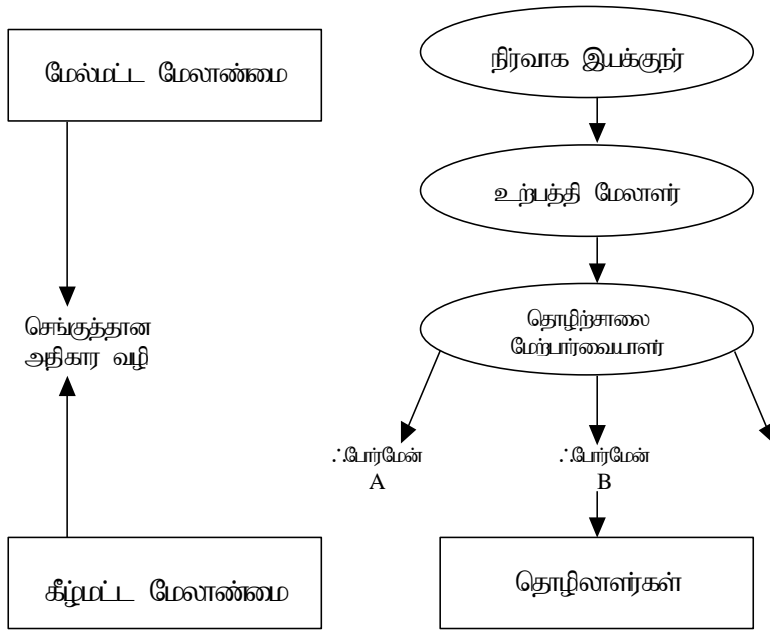 மேல்மட்ட மேலாண்மை
செங்குத்தான
அதிகார வழி
கீழ்மட்ட மேலாண்மை
நிர்வாக இயக்குநர்
உற்பத்தி மேலாளர்
தொழிற்சாலை
மேற்பார்வையாளர்
ஃபோர்மேன்
A
ஃபோர்மேன்
B
தொழிலாளர்கள்